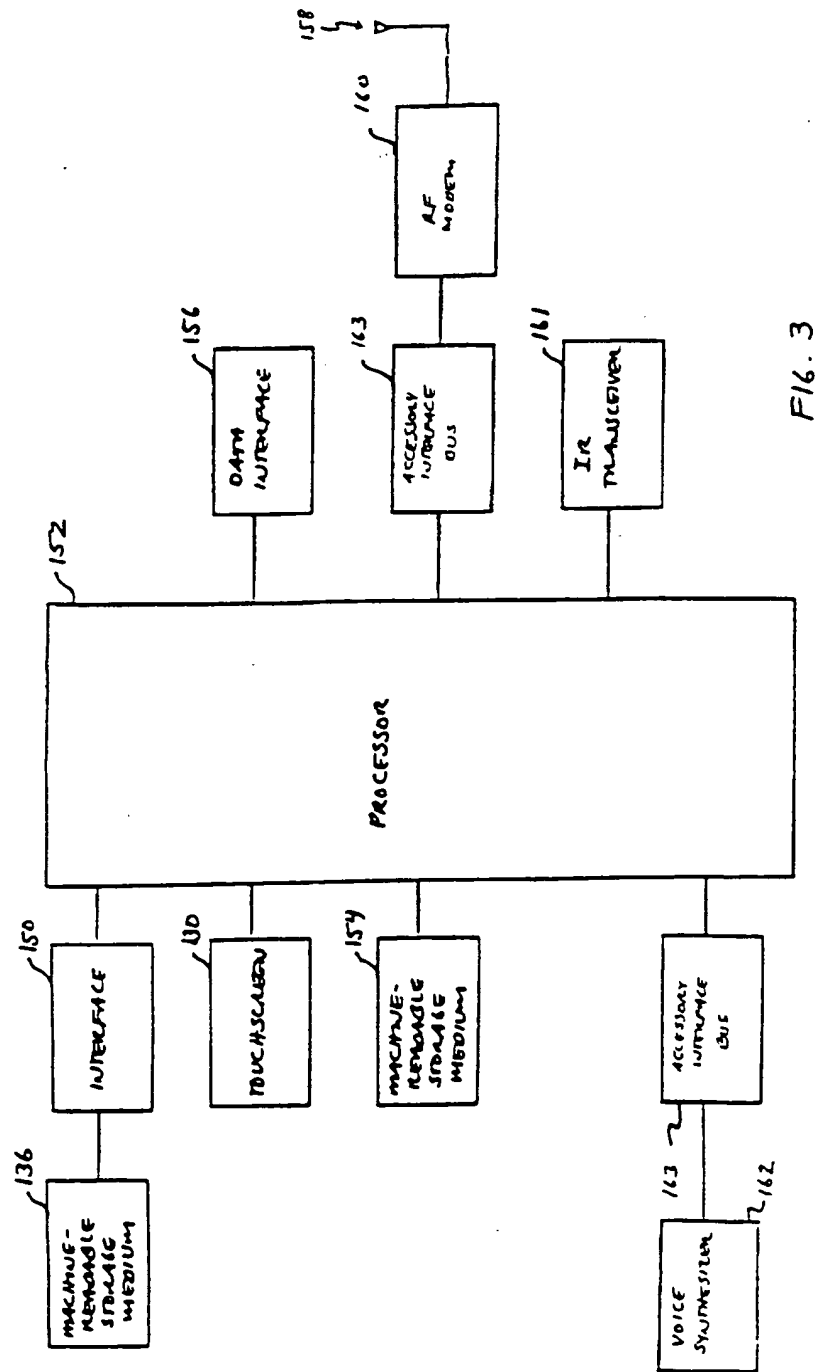 136
MACHINE-
READABLE
STORAGE
MEDIUM
150
INTERFACE
130
TOUCHSCREEN
154
MACHINE-
READABLE
STORAGE
MEDIUM
163
ACCESSORY
INTERFACE
BUS
162
VOICE
SYNTHESIZER
152
PROCESSOR
156
DATA
INTERFACE
163
ACCESSORY
INTERFACE
BUS
160
RF
MODEM
158
161
IR
TRANSCEIVER
FIG. 3